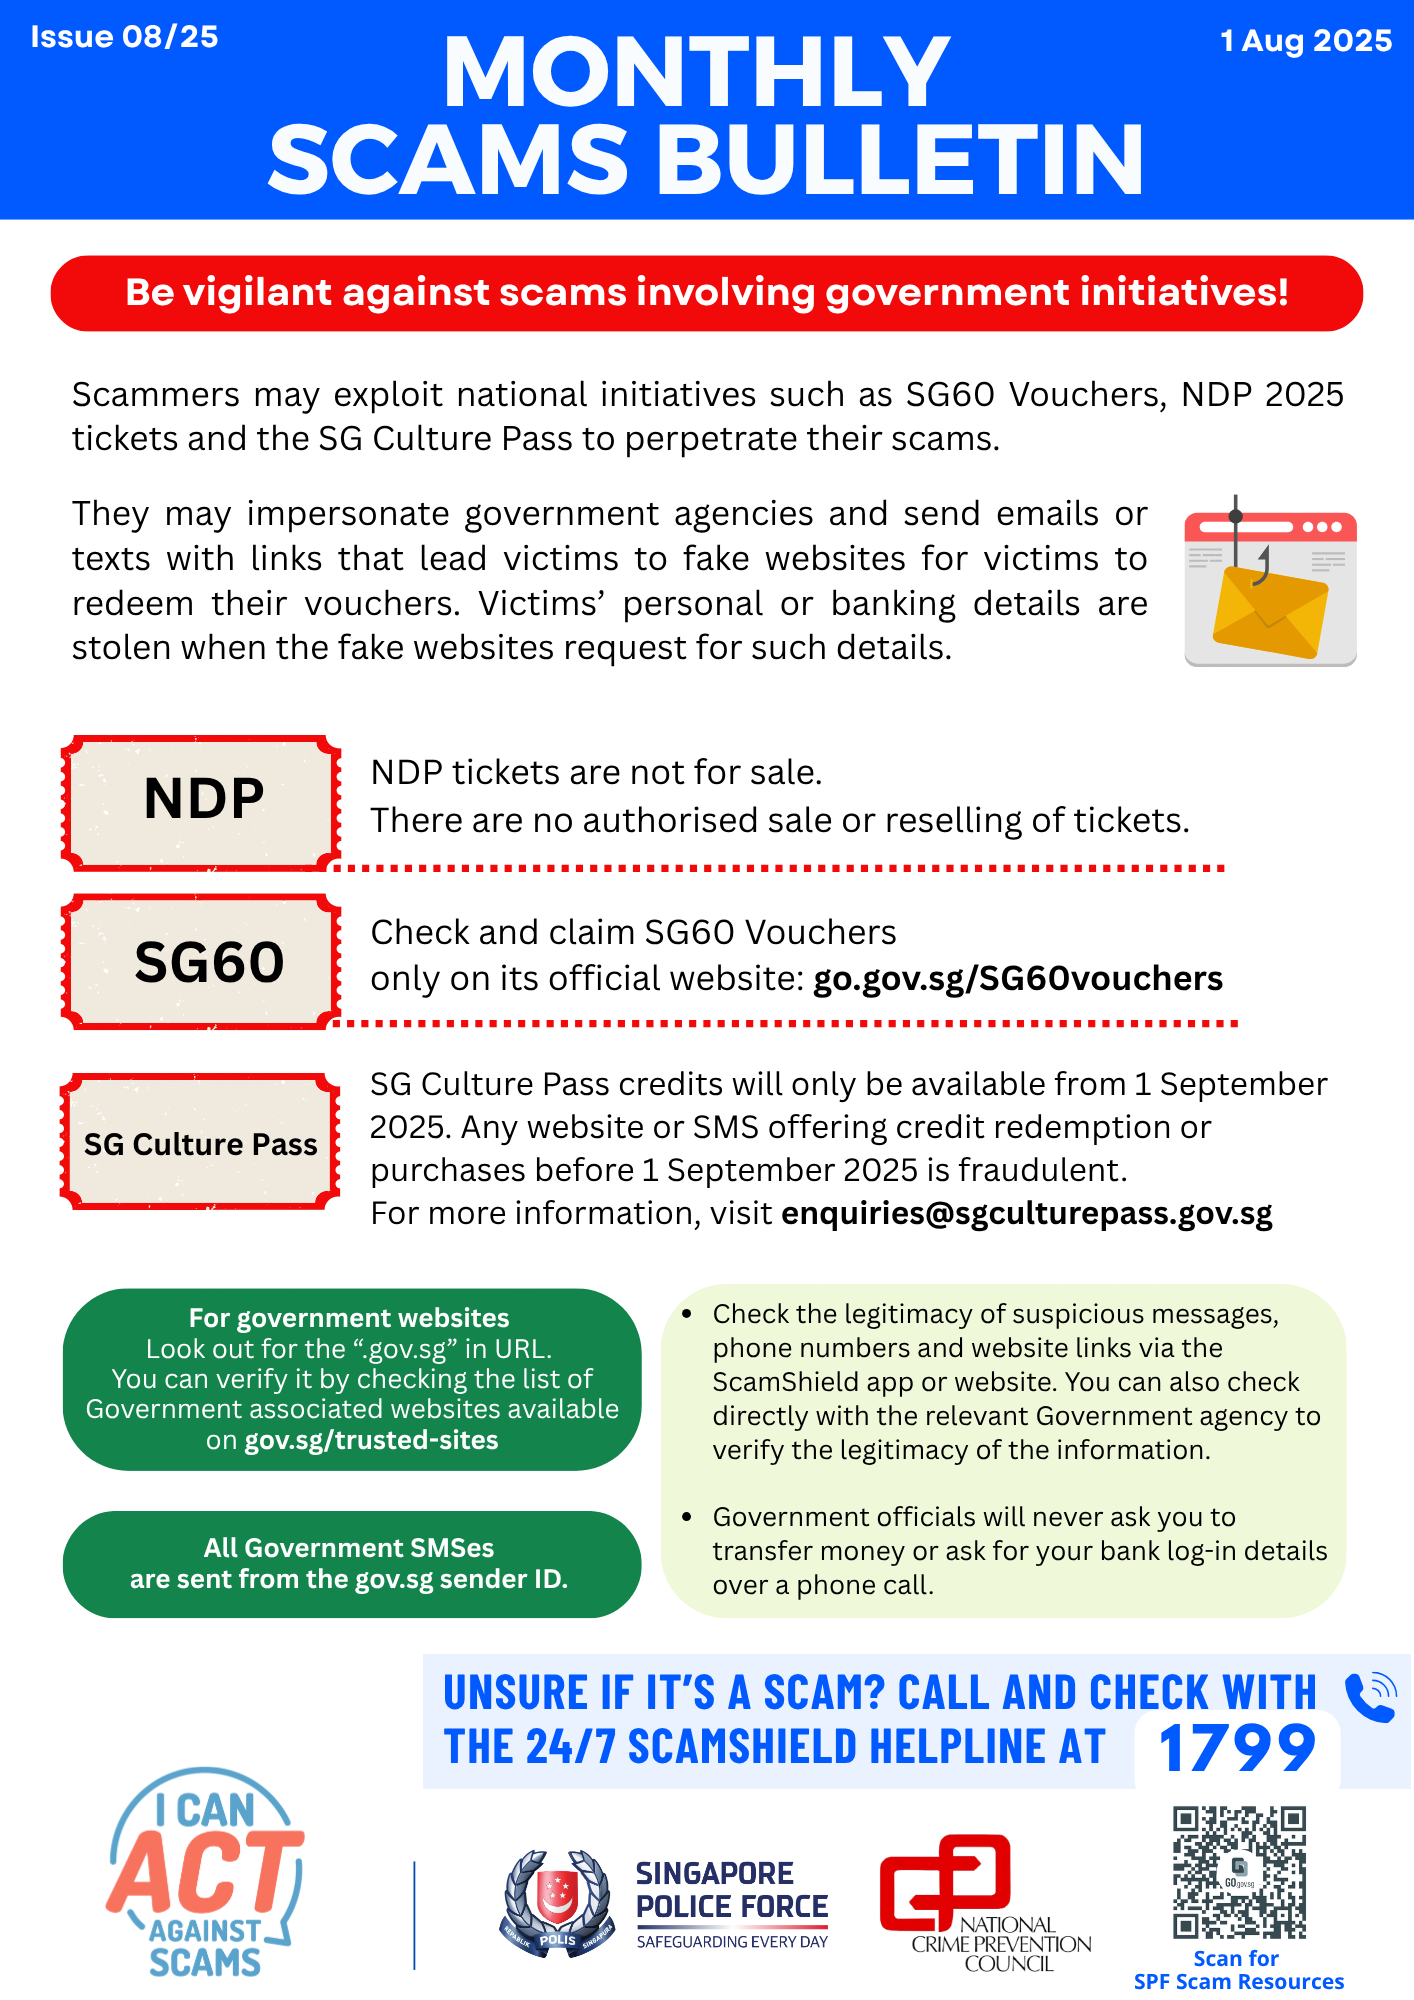 Issue 08/25
1 Aug 2025
MONTHLY
SCAMS BULLETIN
Be vigilant against scams involving government initiatives!
Scammers may exploit national initiatives such as SG60 Vouchers, NDP 2025
tickets and the SG Culture Pass to perpetrate their scams.
They may impersonate government agencies and send emails or
texts with links that lead victims to fake websites for victims to
redeem their vouchers. Victims’ personal or banking details are
stolen when the fake websites request for such details.
NDP
NDP tickets are not for sale.
There are no authorised sale or reselling of tickets.
SG60
Check and claim SG60 Vouchers
only on its official website: go.gov.sg/SG60vouchers
SG Culture Pass
SG Culture Pass credits will only be available from 1 September
2025. Any website or SMS offering credit redemption or
purchases before 1 September 2025 is fraudulent.
For more information, visit enquiries@sgculturepass.gov.sg
For government websites
Look out for the “.gov.sg” in URL.
You can verify it by checking the list of
Government associated websites available
on gov.sg/trusted-sites
All Government SMSes
are sent from the gov.sg sender ID.
• Check the legitimacy of suspicious messages,
phone numbers and website links via the
ScamShield app or website. You can also check
directly with the relevant Government agency to
verify the legitimacy of the information.
• Government officials will never ask you to
transfer money or ask for your bank log-in details
over a phone call.
UNSURE IF IT’S A SCAM? CALL AND CHECK WITH
THE 24/7 SCAMSHIELD HELPLINE AT 1799
I CAN
ACT
AGAINST
SCAMS
REPABLIK POLIS SINGAPURA
SINGAPORE
POLICE FORCE
SAFEGUARDING EVERY DAY
NATIONAL
CRIME PREVENTION
COUNCIL
GO.gov.sg
Scan for
SPF Scam Resources